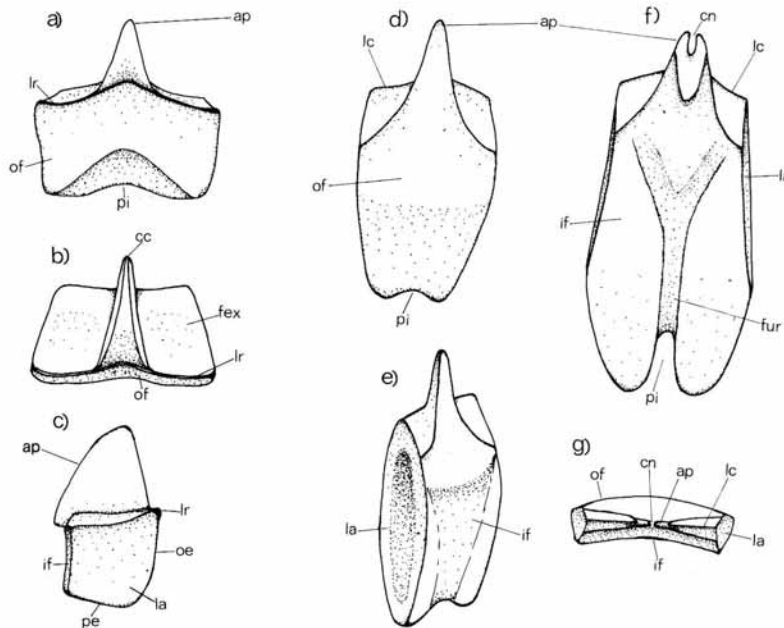 a)
ap
lr
of
pi
b)
cc
fex
lr
of
c)
ap
lr
if
oe
la
pe
d)
ap
lc
of
pi
e)
la
if
f)
cn
lc
if
fur
pi
g)
cn
ap
of
lc
la
if